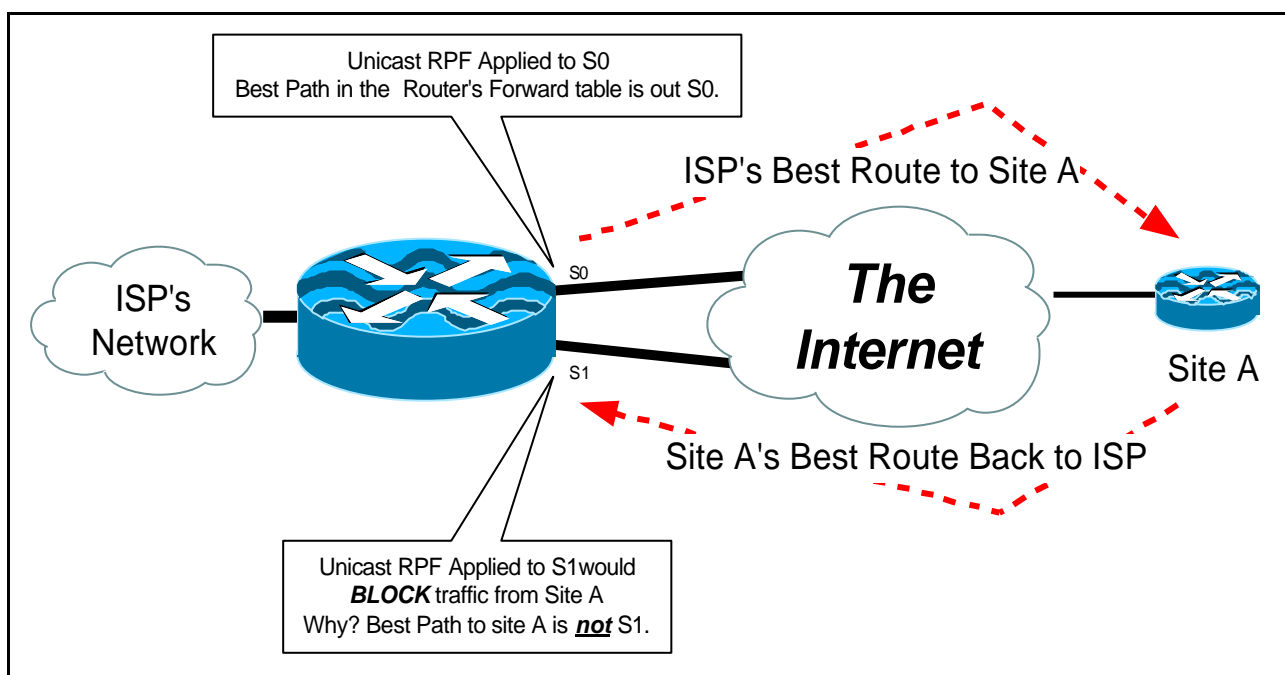 Unicast RPF Applied to S0
Best Path in the Router's Forward table is out S0.
ISP's Best Route to Site A
ISP's
Network
S0
The
Internet
S1
Site A
Site A's Best Route Back to ISP
Unicast RPF Applied to S1would
BLOCK traffic from Site A
Why? Best Path to site A is not S1.